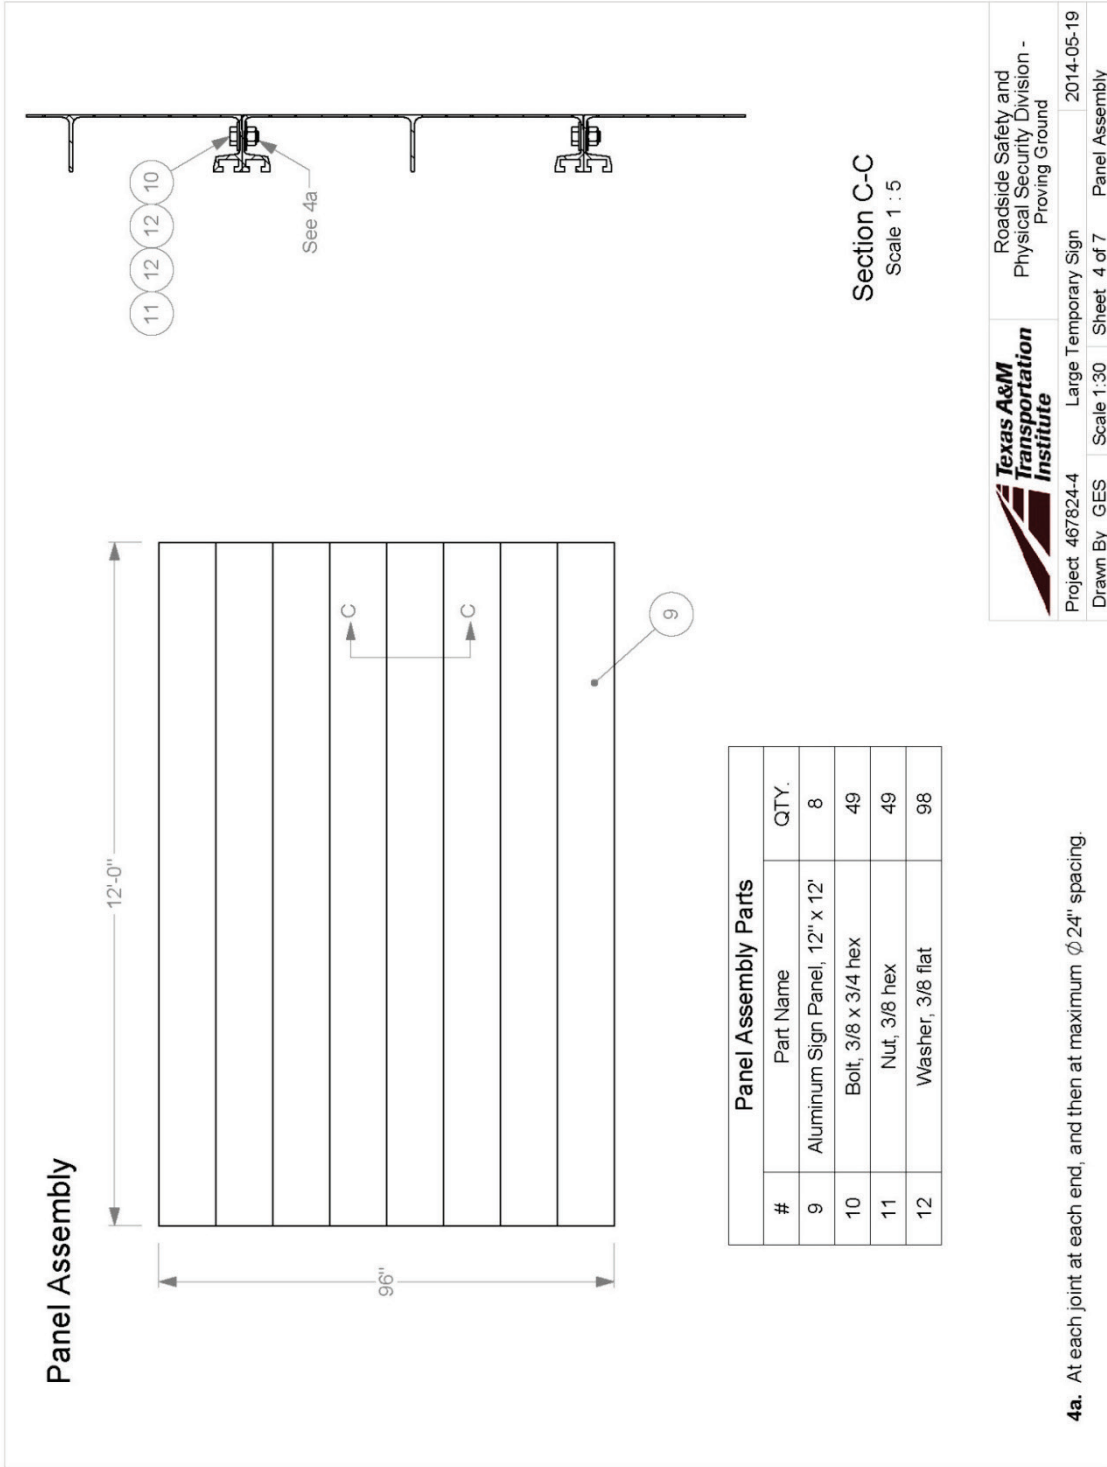 Panel Assembly
12'-0"
96"
C
C
9
11 12 12 10
See 4a
Section C-C
Scale 1 : 5
Panel Assembly Parts
# Part Name QTY.
9 Aluminum Sign Panel, 12" x 12' 8
10 Bolt, 3/8 x 3/4 hex 49
11 Nut, 3/8 hex 49
12 Washer, 3/8 flat 98
4a. At each joint at each end, and then at maximum ∅24" spacing.
Texas A&M
Transportation
Institute
Roadside Safety and
Physical Security Division -
Proving Ground
Project 467824-4 Large Temporary Sign 2014-05-19
Drawn By GES Scale 1:30 Sheet 4 of 7 Panel Assembly